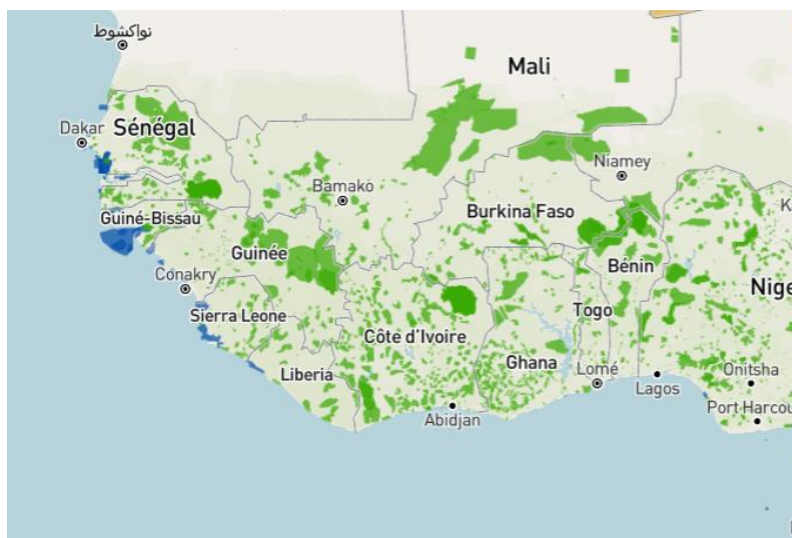 نواكشوط
Mali
Dakar
Sénégal
Niamey
Bamako
Guiné-Bissau
Burkina Faso
Guinée
Bénin
Conakry
Nige
Sierra Leone
Togo
Côte d'Ivoire
Ghana
Liberia
Lomé
Onitsha
Lagos
Abidjan
Port Harcou